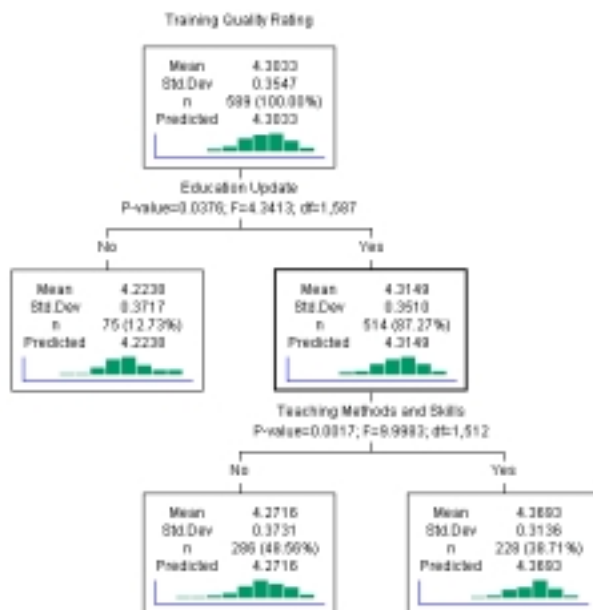 Training Quality Rating
Mean 4.3033
Std.Dev 0.3547
n 589 (100.00%)
Predicted 4.3033
Education Update
P-value=0.0376; F=4.3413; df=1,587
No
Yes
Mean 4.2230
Std.Dev 0.3717
n 75 (12.73%)
Predicted 4.2230
Mean 4.3149
Std.Dev 0.3510
n 514 (87.27%)
Predicted 4.3149
Teaching Methods and Skills
P-value=0.0017; F=9.9983; df=1,512
No
Yes
Mean 4.2716
Std.Dev 0.3731
n 286 (48.56%)
Predicted 4.2716
Mean 4.3693
Std.Dev 0.3136
n 228 (38.71%)
Predicted 4.3693